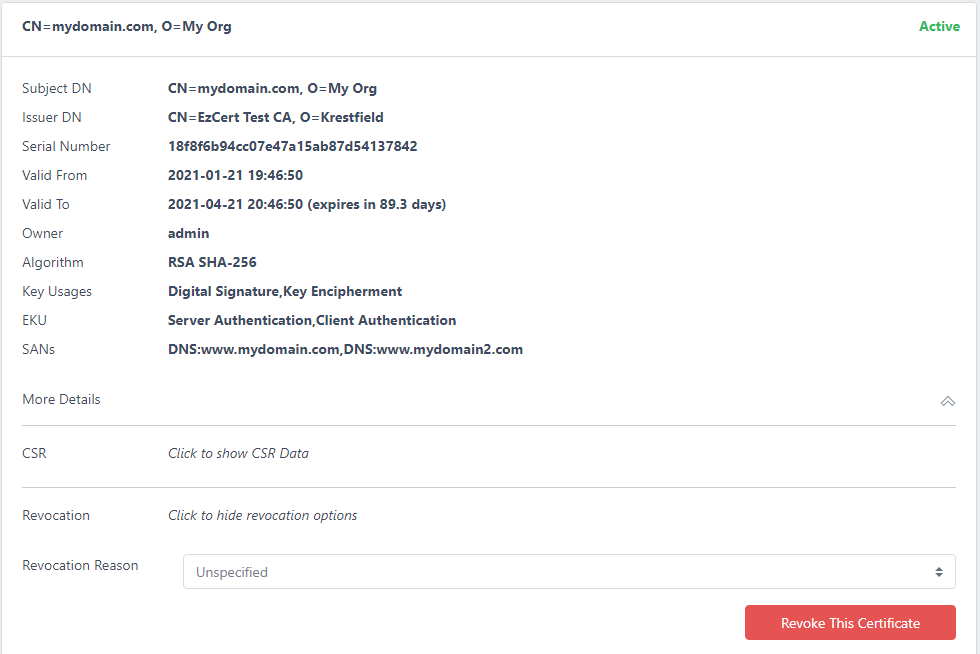 CN=mydomain.com, O=My Org Active
Subject DN CN=mydomain.com, O=My Org
Issuer DN CN=EzCert Test CA, O=Krestfield
Serial Number 18f8f6b94cc07e47a15ab87d54137842
Valid From 2021-01-21 19:46:50
Valid To 2021-04-21 20:46:50 (expires in 89.3 days)
Owner admin
Algorithm RSA SHA-256
Key Usages Digital Signature,Key Encipherment
EKU Server Authentication,Client Authentication
SANs DNS:www.mydomain.com,DNS:www.mydomain2.com
More Details
CSR Click to show CSR Data
Revocation Click to hide revocation options
Revocation Reason Unspecified
Revoke This Certificate